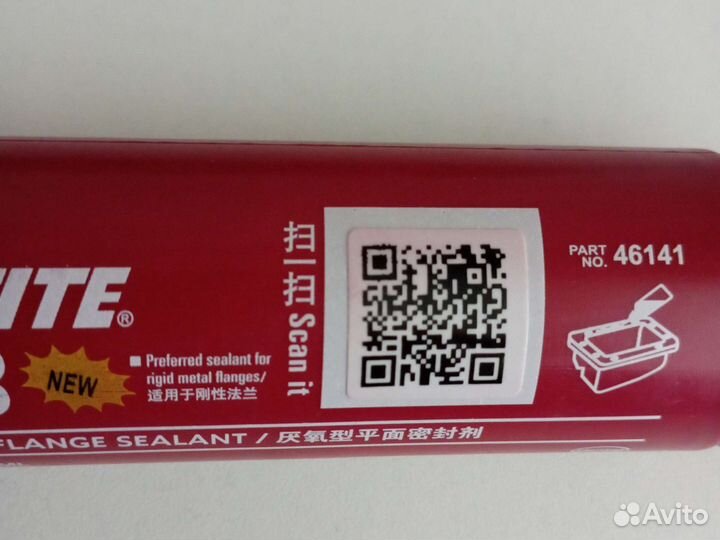 ITE®
NEW
■ Preferred sealant for
rigid metal flanges/
适用于刚性法兰
FLANGE SEALANT / 厌氧型平面密封剂
扫一扫 Scan it
PART
NO. 46141
Avito